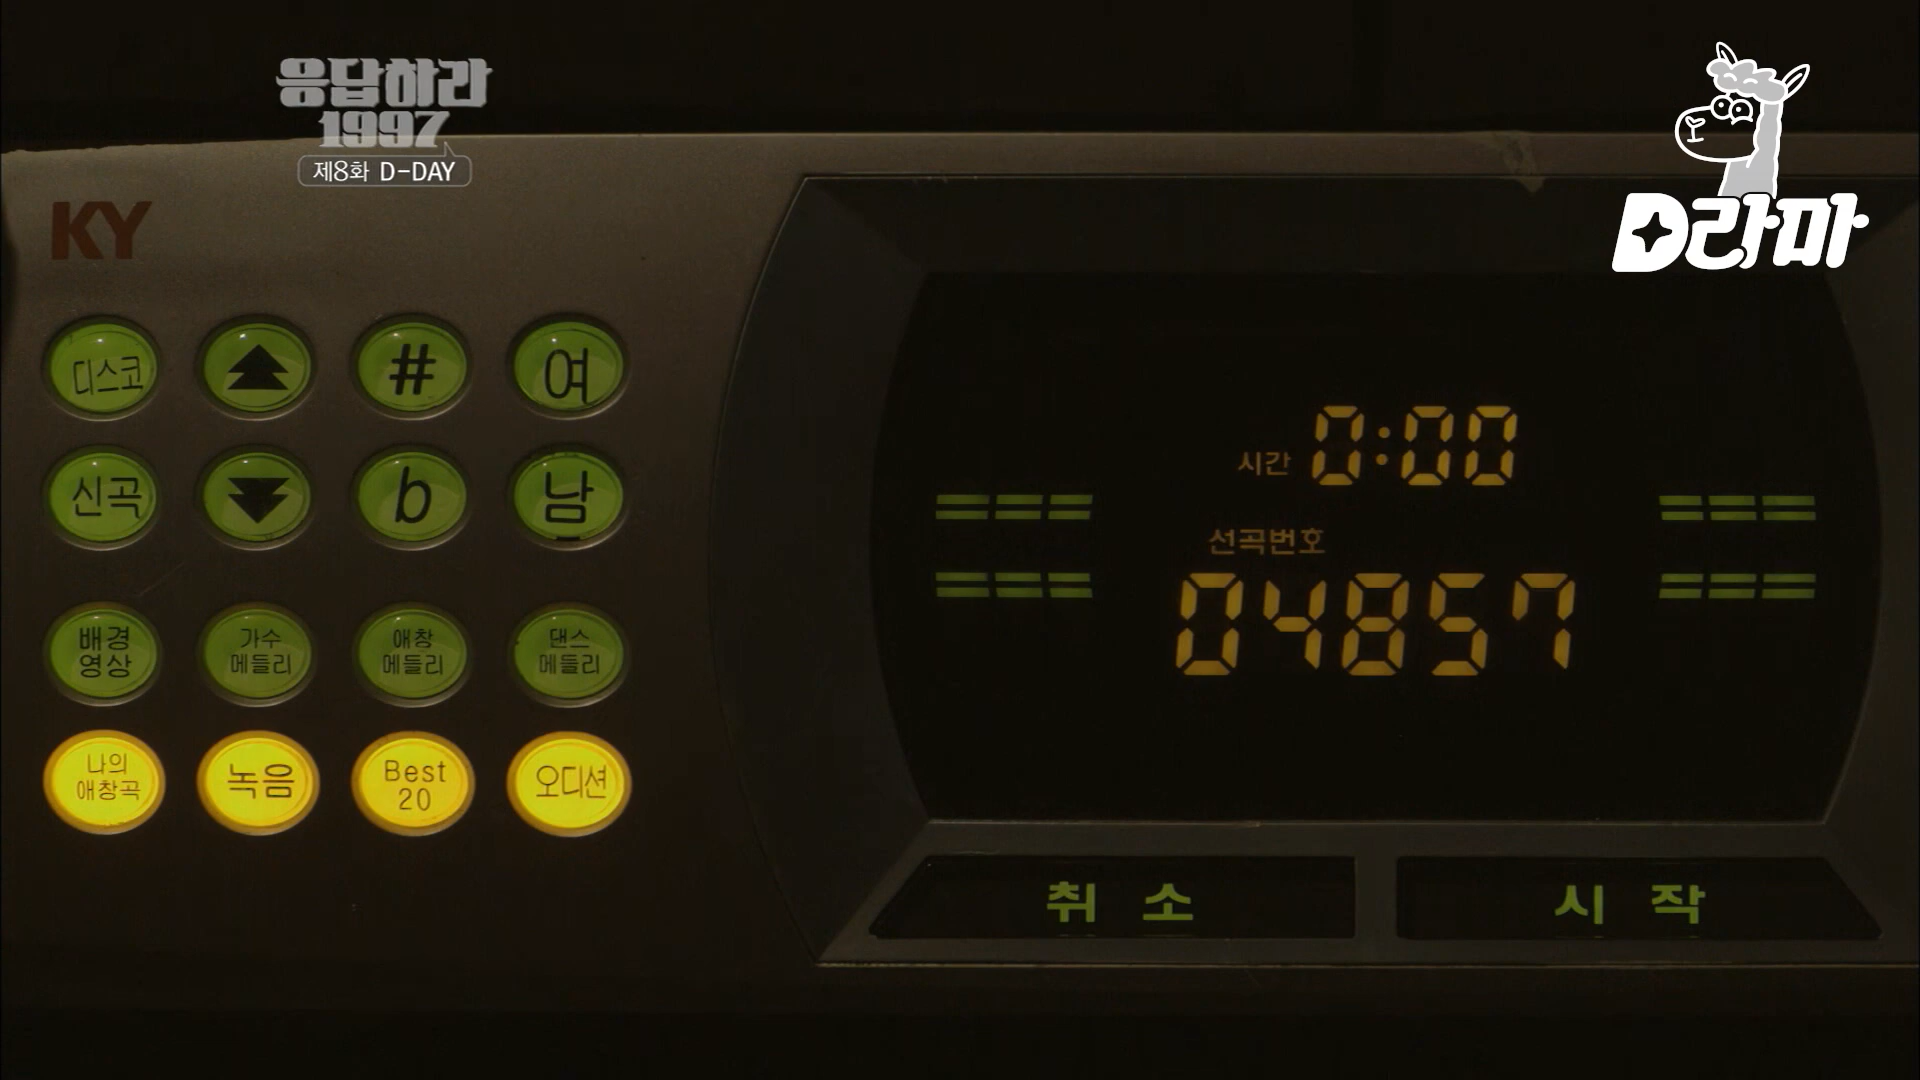 응답하라
1997
제8화 D-DAY
D라마
KY
디스코
#
여
신곡
b
남
배경
영상
가수
메들리
애창
메들리
댄스
메들리
나의
애창곡
녹음
Best
20
오디션
시간 0:00
선곡번호
04857
취소
시작